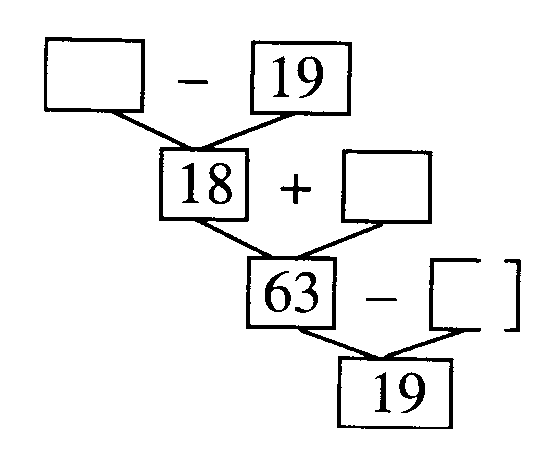 □ − 19
18 + □
63 − □
19